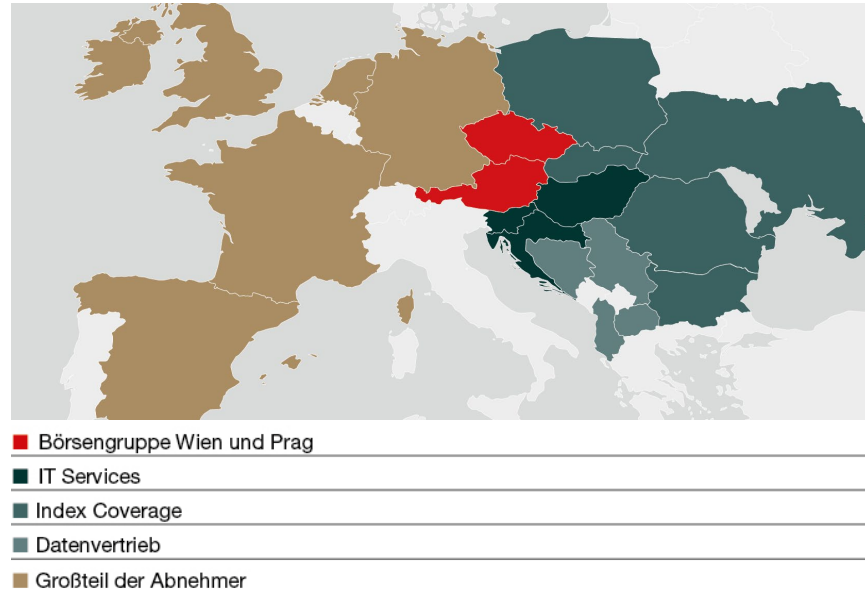 Börsengruppe Wien und Prag
IT Services
Index Coverage
Datenvertrieb
Großteil der Abnehmer